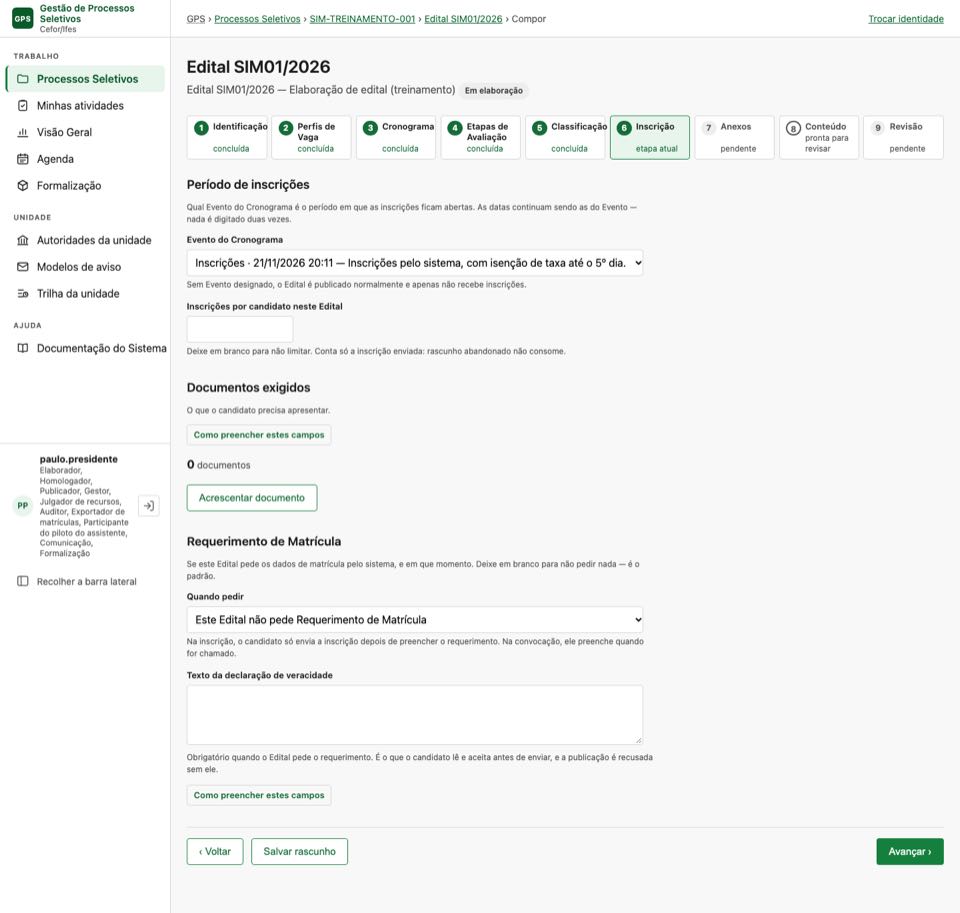 GPS
Gestão de Processos
Seletivos
Cefor/Ifes
TRABALHO
Processos Seletivos
Minhas atividades
Visão Geral
Agenda
Formalização
UNIDADE
Autoridades da unidade
Modelos de aviso
Trilha da unidade
AJUDA
Documentação do Sistema
PP
paulo.presidente
Elaborador,
Homologador,
Publicador, Gestor,
Julgador de recursos,
Auditor, Exportador de
matrículas, Participante
do piloto do assistente,
Comunicação,
Formalização
Recolher a barra lateral
GPS › Processos Seletivos › SIM-TREINAMENTO-001 › Edital SIM01/2026 › Compor
Trocar identidade
Edital SIM01/2026
Edital SIM01/2026 — Elaboração de edital (treinamento) Em elaboração
1 Identificação
concluída
2 Perfis de
Vaga
concluída
3 Cronograma
concluída
4 Etapas de
Avaliação
concluída
5 Classificação
concluída
6 Inscrição
etapa atual
7 Anexos
pendente
8 Conteúdo
pronta para
revisar
9 Revisão
pendente
Período de inscrições
Qual Evento do Cronograma é o período em que as inscrições ficam abertas. As datas continuam sendo as do Evento —
nada é digitado duas vezes.
Evento do Cronograma
Inscrições · 21/11/2026 20:11 — Inscrições pelo sistema, com isenção de taxa até o 5º dia.
Sem Evento designado, o Edital é publicado normalmente e apenas não recebe inscrições.
Inscrições por candidato neste Edital
Deixe em branco para não limitar. Conta só a inscrição enviada: rascunho abandonado não consome.
Documentos exigidos
O que o candidato precisa apresentar.
Como preencher estes campos
0 documentos
Acrescentar documento
Requerimento de Matrícula
Se este Edital pede os dados de matrícula pelo sistema, e em que momento. Deixe em branco para não pedir nada — é o
padrão.
Quando pedir
Este Edital não pede Requerimento de Matrícula
Na inscrição, o candidato só envia a inscrição depois de preencher o requerimento. Na convocação, ele preenche quando
for chamado.
Texto da declaração de veracidade
Obrigatório quando o Edital pede o requerimento. É o que o candidato lê e aceita antes de enviar, e a publicação é recusada
sem ele.
Como preencher estes campos
‹ Voltar
Salvar rascunho
Avançar ›